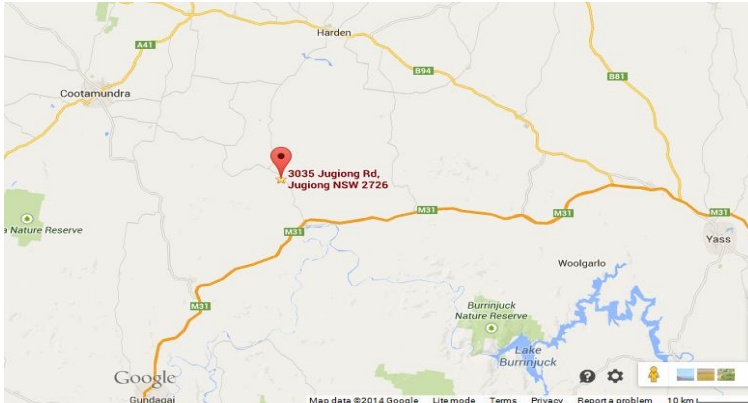 Harden
A41
B94
B81
Cootamundra
3035 Jugiong Rd,
Jugiong NSW 2726
M31
M31
M31
M31
a Nature Reserve
Yass
Woolgarlo
M31
Burrinjuck
Nature Reserve
Lake
Burrinjuck
Google
Gundagai
Map data ©2014 Google Lite mode Terms Privacy Report a problem 10 km